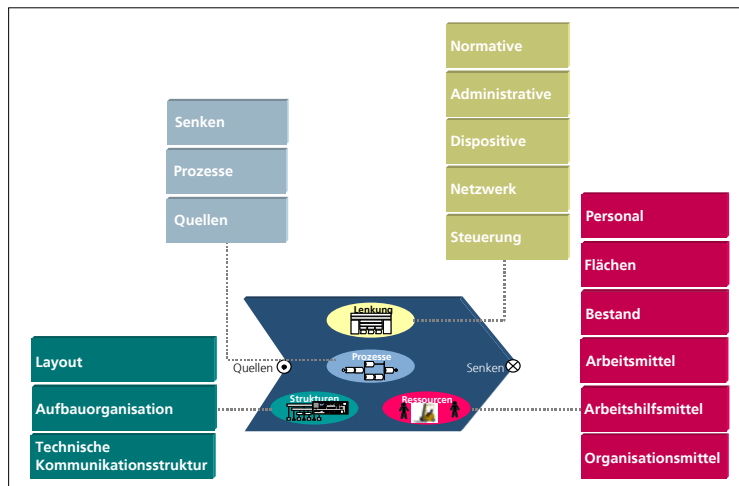 Normative
Administrative
Dispositive
Netzwerk
Steuerung
Senken
Prozesse
Quellen
Personal
Flächen
Bestand
Arbeitsmittel
Arbeitshilfsmittel
Organisationsmittel
Layout
Aufbauorganisation
Technische
Kommunikationsstruktur
Lenkung
Prozesse
Quellen
Senken
Strukturen
Ressourcen